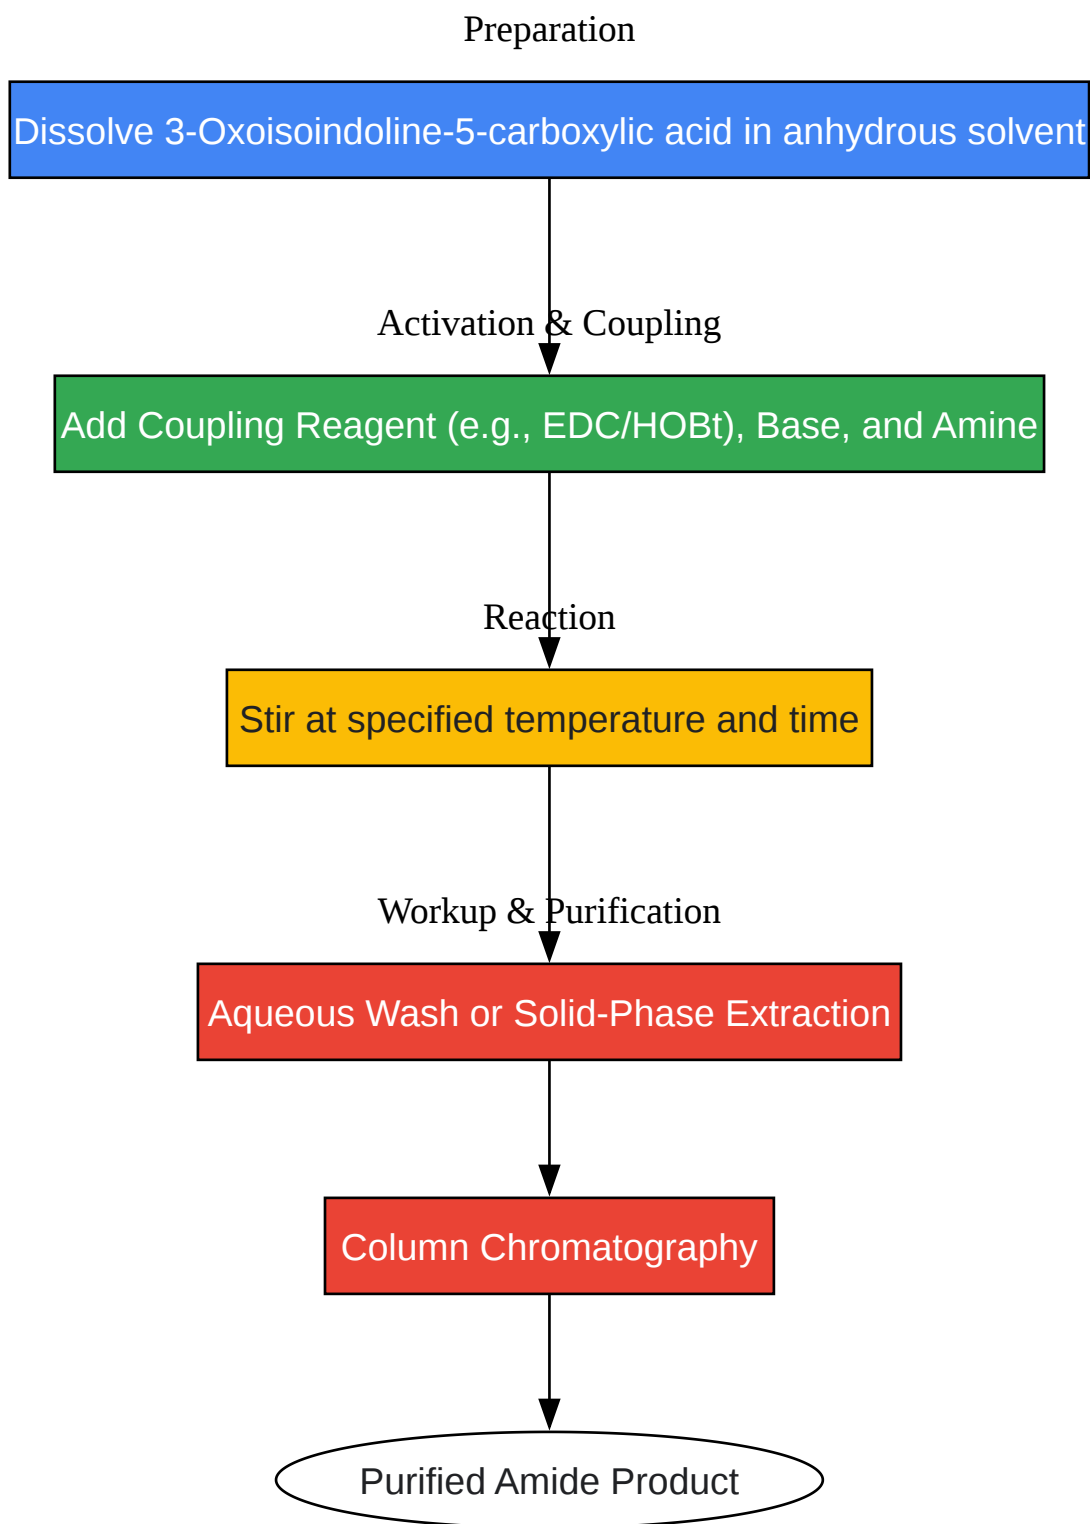 Preparation
Dissolve 3-Oxoisoindoline-5-carboxylic acid in anhydrous solvent
Activation & Coupling
Add Coupling Reagent (e.g., EDC/HOBt), Base, and Amine
Reaction
Stir at specified temperature and time
Workup & Purification
Aqueous Wash or Solid-Phase Extraction
Column Chromatography
Purified Amide Product